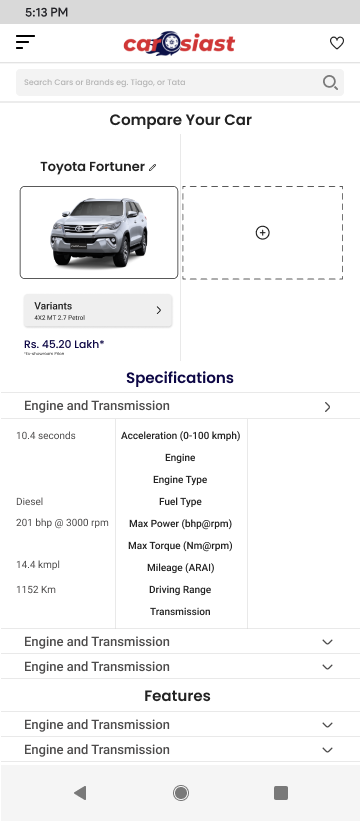 5:13 PM
carosiast
Search Cars or Brands eg. Tiago, or Tata
Compare Your Car
Toyota Fortuner
Variants
4X2 MT 2.7 Petrol
Rs. 45.20 Lakh*
*Ex-showroom Price
Specifications
Engine and Transmission
10.4 seconds Acceleration (0-100 kmph)
Engine
Engine Type
Diesel Fuel Type
201 bhp @ 3000 rpm Max Power (bhp@rpm)
Max Torque (Nm@rpm)
14.4 kmpl Mileage (ARAI)
1152 Km Driving Range
Transmission
Engine and Transmission
Engine and Transmission
Features
Engine and Transmission
Engine and Transmission